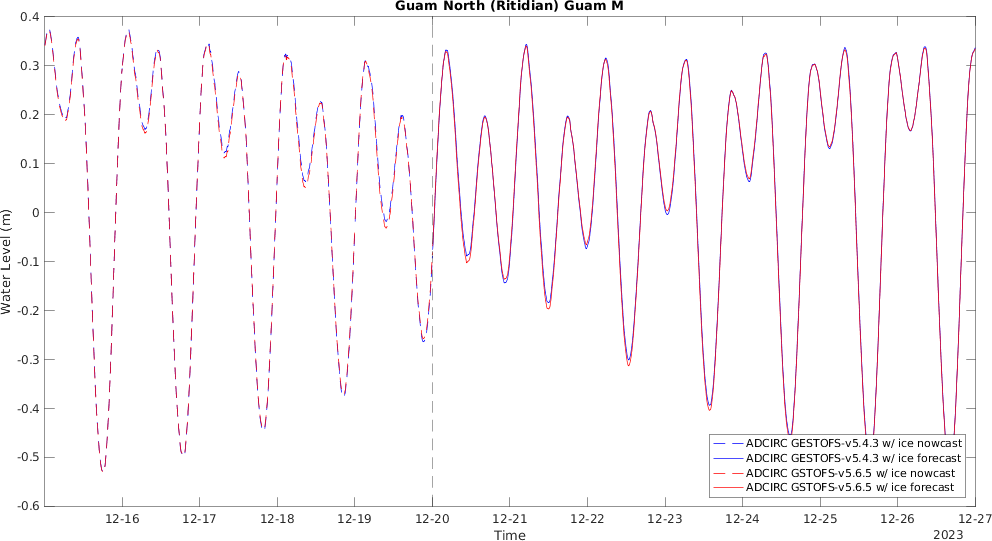 Guam North (Ritidian) Guam M
0.4
0.3
0.2
0.1
0
-0.1
-0.2
-0.3
-0.4
-0.5
-0.6
Water Level (m)
ADCIRC GESTOFS-v5.4.3 w/ ice nowcast
ADCIRC GESTOFS-v5.4.3 w/ ice forecast
ADCIRC GSTOFS-v5.6.5 w/ ice nowcast
ADCIRC GSTOFS-v5.6.5 w/ ice forecast
12-16 12-17 12-18 12-19 12-20 12-21 12-22 12-23 12-24 12-25 12-26 12-27
Time
2023